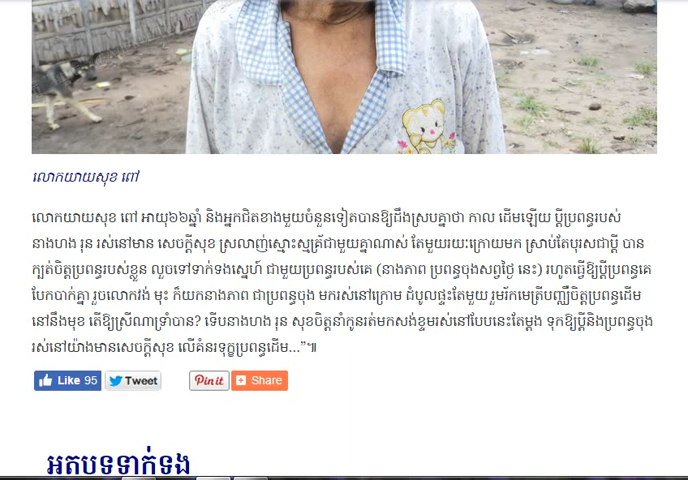 លោកយាយសុខ ពៅ
លោកយាយសុខ ពៅ អាយុ៦៦ឆ្នាំ និងអ្នកជិតខាងមួយចំនួនទៀតបានឱ្យដឹងស្របគ្នាថា កាល ដើមឡើយ ប្តីប្រពន្ធរបស់
នាងហង រុន រស់នៅមាន សេចក្តីសុខ ស្រលាញ់ស្មោះស្មគ្រ័ជាមួយគ្នាណាស់ តែមួយរយៈក្រោយមក ស្រាប់តែបុរសជាប្តី បាន
ក្បត់ចិត្តប្រពន្ធរបស់ខ្លួន លួចទៅទាក់ទងស្នេហ៍ ជាមួយប្រពន្ធរបស់គេ (នាងភាព ប្រពន្ធចុងសព្វថ្ងៃ នេះ) រហូតធ្វើឱ្យប្តីប្រពន្ធគេ
បែកបាក់គ្នា រួចលោករ៉ង់ មុះ ក៏យកនាងភាព ជាប្រពន្ធចុង មករស់នៅក្រោម ដំបូលផ្ទះតែមួយ រួមរ័កមេត្រីបញ្ឈឺចិត្តប្រពន្ធដើម
នៅនឹងមុខ តើឱ្យស្រីណាទ្រាំបាន? ទើបនាងហង រុន សុខចិត្តនាំកូនរត់មកសង់ខ្ទមរស់នៅបែបនេះតែម្តង ទុកឱ្យប្តីនិងប្រពន្ធចុង
រស់នៅយ៉ាងមានសេចក្តីសុខ លើគំនរទុក្ខប្រពន្ធដើម...”៕
Like 95 Tweet Pin it Share
អត្ថបទទាក់ទង